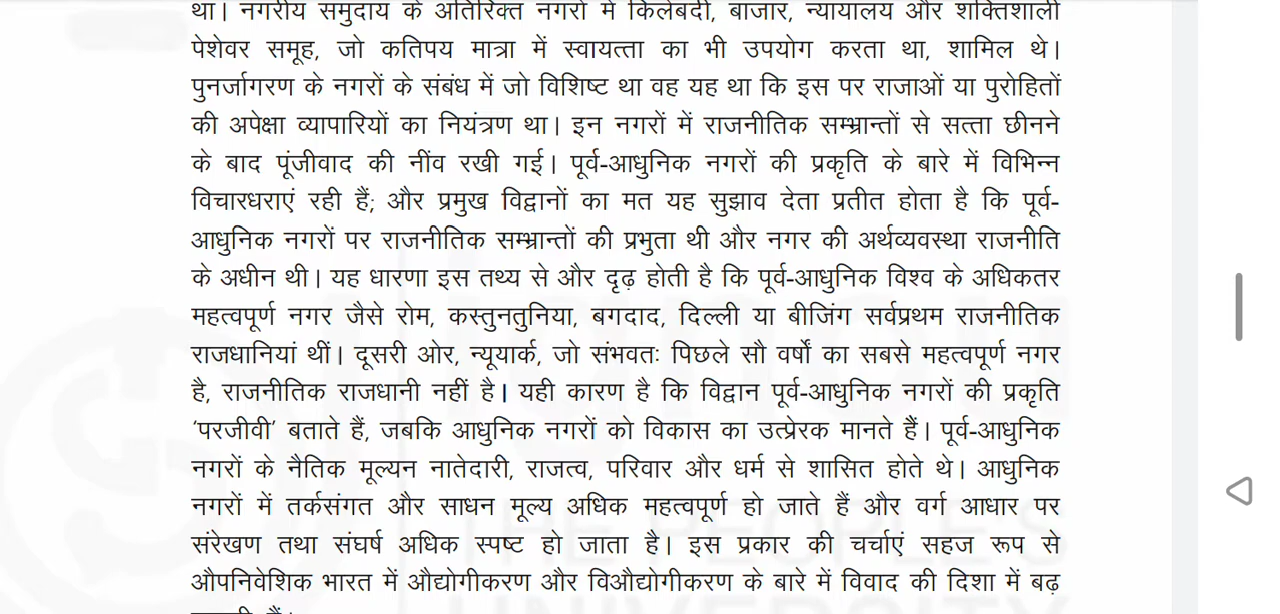 था। नगरीय समुदाय के अतिरिक्त नगरों में किलेबंदी, बाजार, न्यायालय और शक्तिशाली
पेशेवर समूह, जो कतिपय मात्रा में स्वायत्ता का भी उपयोग करता था, शामिल थे।
पुनर्जागरण के नगरों के संबंध में जो विशिष्ट था वह यह था कि इस पर राजाओं या पुरोहितों
की अपेक्षा व्यापारियों का नियंत्रण था। इन नगरों में राजनीतिक सम्भ्रान्तों से सत्ता छीनने
के बाद पूंजीवाद की नींव रखी गई। पूर्व-आधुनिक नगरों की प्रकृति के बारे में विभिन्न
विचारधराएं रही हैं; और प्रमुख विद्वानों का मत यह सुझाव देता प्रतीत होता है कि पूर्व-
आधुनिक नगरों पर राजनीतिक सम्भ्रान्तों की प्रभुता थी और नगर की अर्थव्यवस्था राजनीति
के अधीन थी। यह धारणा इस तथ्य से और दृढ़ होती है कि पूर्व-आधुनिक विश्व के अधिकतर
महत्वपूर्ण नगर जैसे रोम, कस्तुनतुनिया, बगदाद, दिल्ली या बीजिंग सर्वप्रथम राजनीतिक
राजधानियां थीं। दूसरी ओर, न्यूयार्क, जो संभवतः पिछले सौ वर्षों का सबसे महत्वपूर्ण नगर
है, राजनीतिक राजधानी नहीं है। यही कारण है कि विद्वान पूर्व-आधुनिक नगरों की प्रकृति
‘परजीवी’ बताते हैं, जबकि आधुनिक नगरों को विकास का उत्प्रेरक मानते हैं। पूर्व-आधुनिक
नगरों के नैतिक मूल्यन नातेदारी, राजत्व, परिवार और धर्म से शासित होते थे। आधुनिक
नगरों में तर्कसंगत और साधन मूल्य अधिक महत्वपूर्ण हो जाते हैं और वर्ग आधार पर
संरेखण तथा संघर्ष अधिक स्पष्ट हो जाता है। इस प्रकार की चर्चाएं सहज रूप से
औपनिवेशिक भारत में औद्योगीकरण और विऔद्योगीकरण के बारे में विवाद की दिशा में बढ़
THE PEOPLE'S
UNIVERSITY